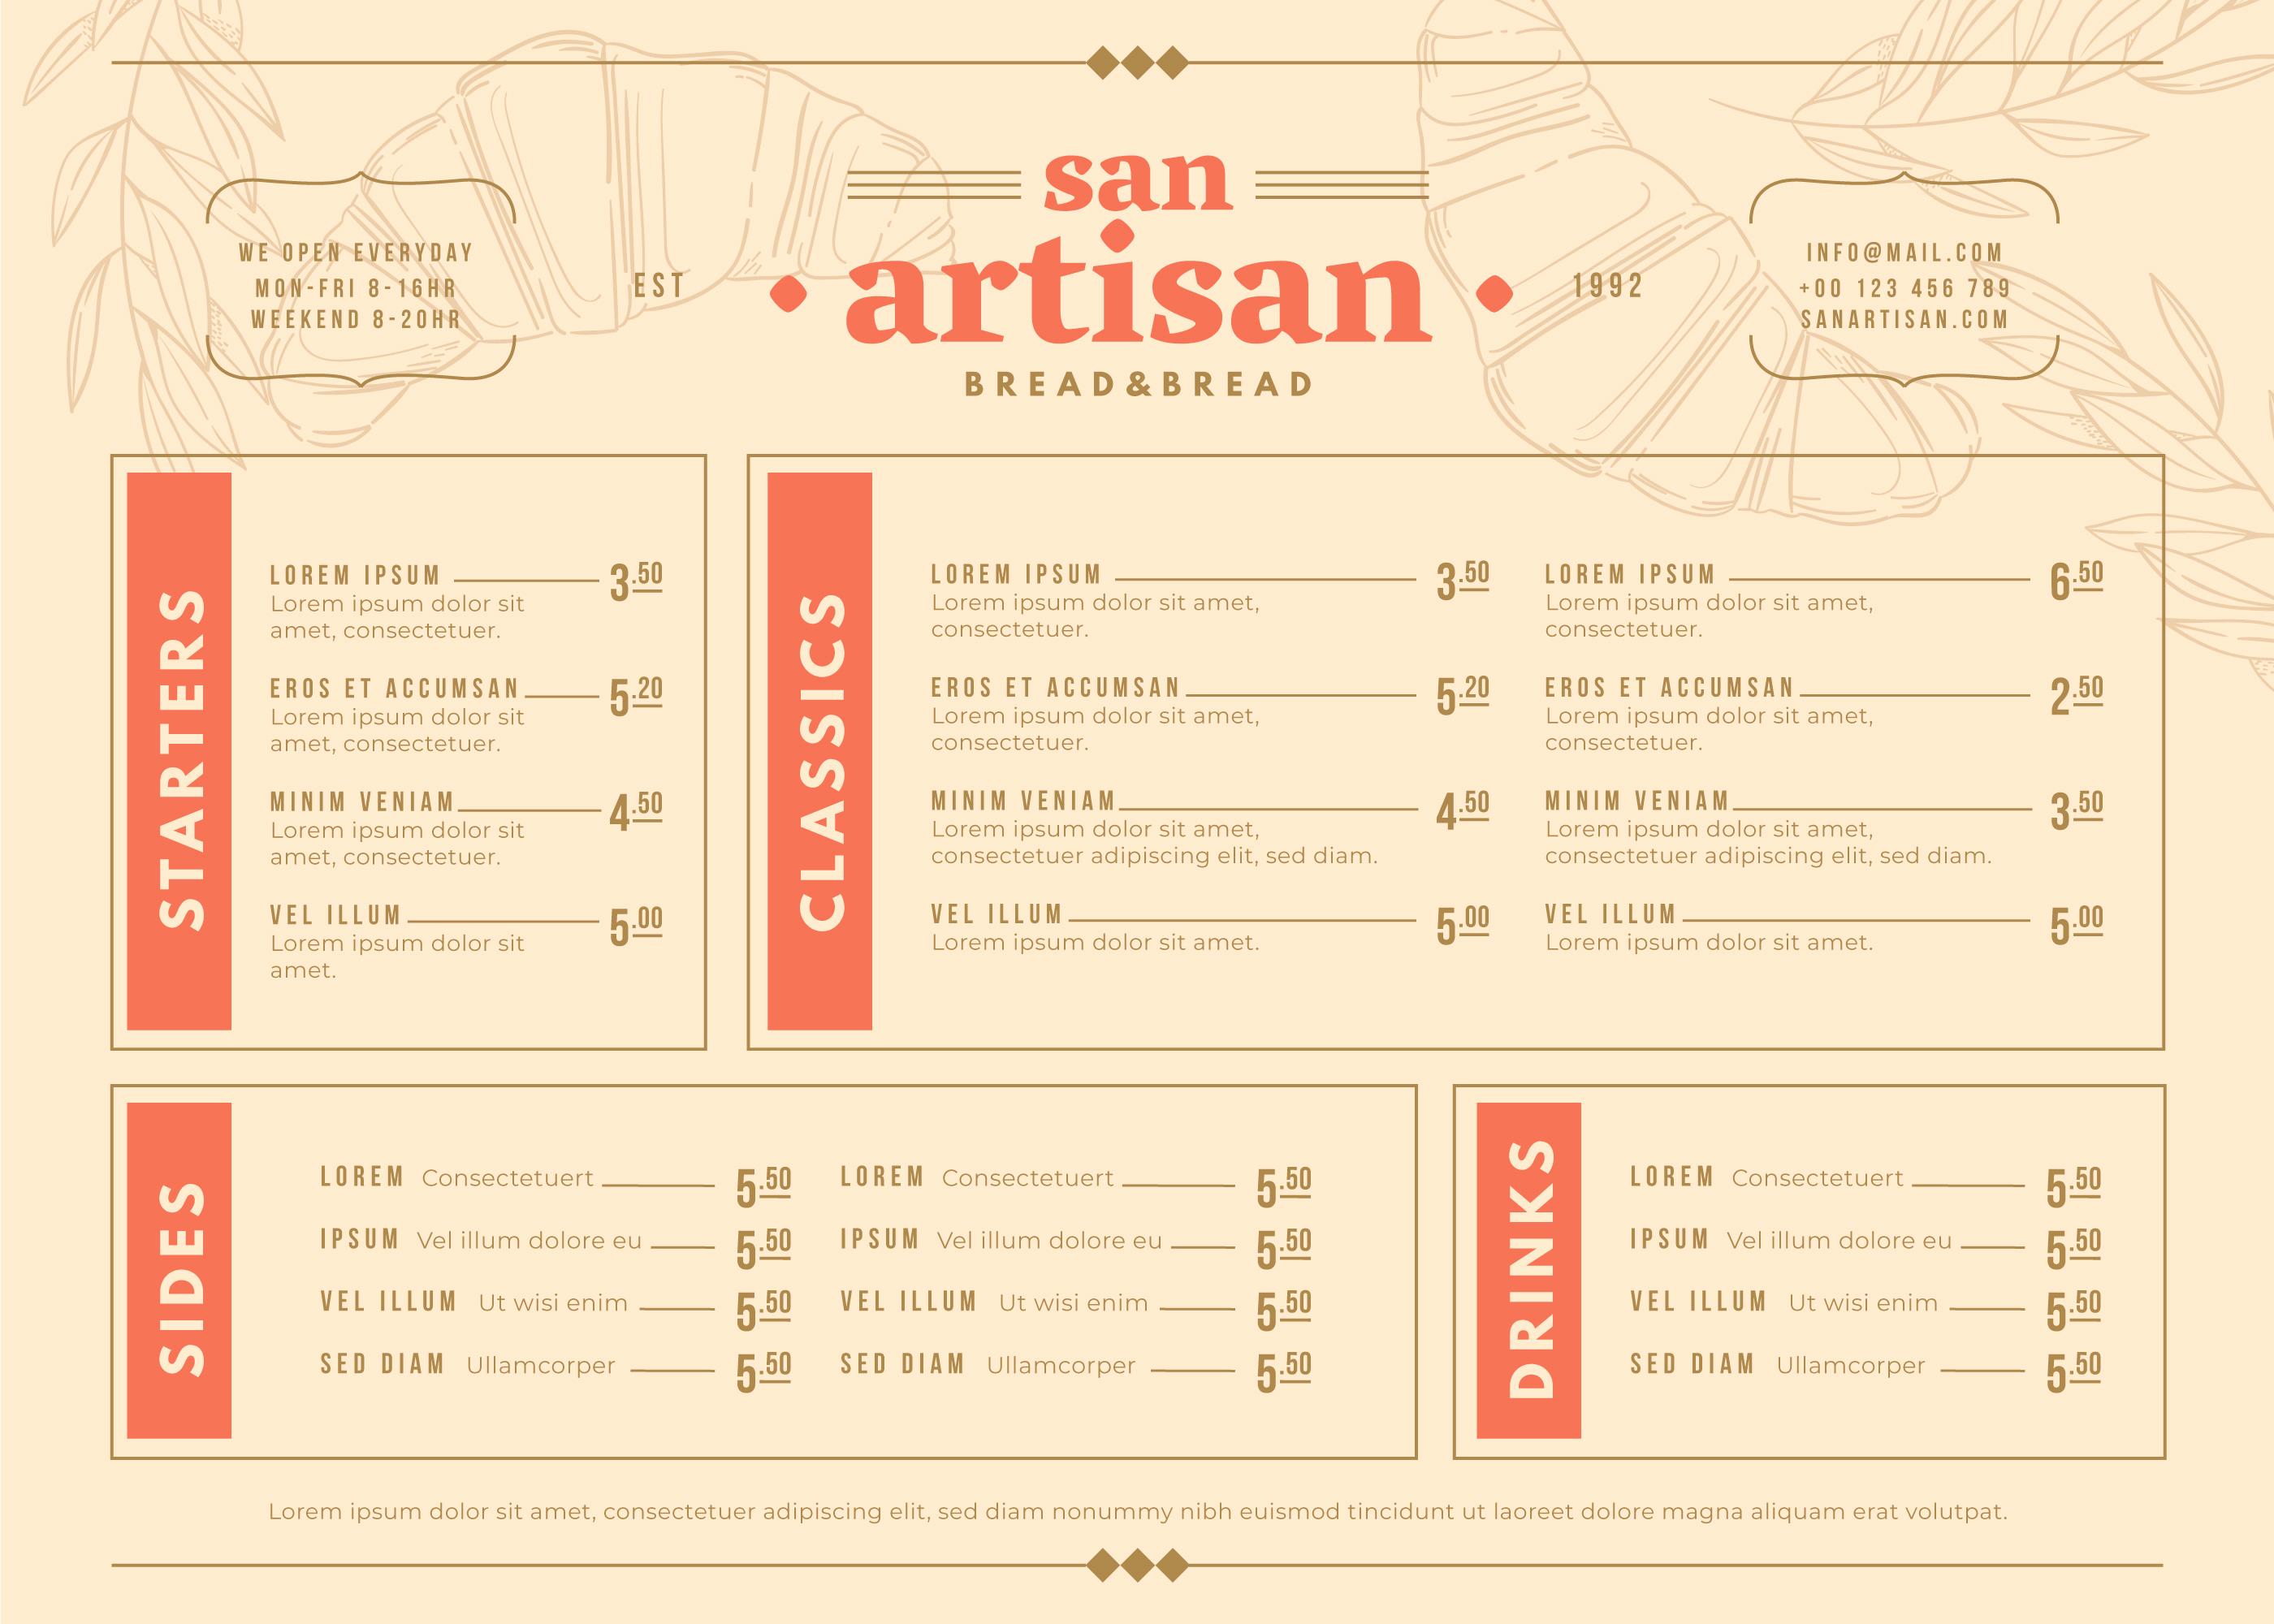 san
artisan
BREAD&BREAD
EST
1992
WE OPEN EVERYDAY
MON-FRI 8-16HR
WEEKEND 8-20HR
INFO@MAIL.COM
+00 123 456 789
SANARTISAN.COM
STARTERS
LOREM IPSUM 3.50
Lorem ipsum dolor sit
amet, consectetuer.
EROS ET ACCUMSAN 5.20
Lorem ipsum dolor sit
amet, consectetuer.
MINIM VENIAM 4.50
Lorem ipsum dolor sit
amet, consectetuer.
VEL ILLUM 5.00
Lorem ipsum dolor sit
amet.
CLASSICS
LOREM IPSUM 3.50
Lorem ipsum dolor sit amet,
consectetuer.
EROS ET ACCUMSAN 5.20
Lorem ipsum dolor sit amet,
consectetuer.
MINIM VENIAM 4.50
Lorem ipsum dolor sit amet,
consectetuer adipiscing elit, sed diam.
VEL ILLUM 5.00
Lorem ipsum dolor sit amet.
LOREM IPSUM 6.50
Lorem ipsum dolor sit amet,
consectetuer.
EROS ET ACCUMSAN 2.50
Lorem ipsum dolor sit amet,
consectetuer.
MINIM VENIAM 3.50
Lorem ipsum dolor sit amet,
consectetuer adipiscing elit, sed diam.
VEL ILLUM 5.00
Lorem ipsum dolor sit amet.
SIDES
LOREM Consectetuert 5.50
IPSUM Vel illum dolore eu 5.50
VEL ILLUM Ut wisi enim 5.50
SED DIAM Ullamcorper 5.50
LOREM Consectetuert 5.50
IPSUM Vel illum dolore eu 5.50
VEL ILLUM Ut wisi enim 5.50
SED DIAM Ullamcorper 5.50
DRINKS
LOREM Consectetuert 5.50
IPSUM Vel illum dolore eu 5.50
VEL ILLUM Ut wisi enim 5.50
SED DIAM Ullamcorper 5.50
Lorem ipsum dolor sit amet, consectetuer adipiscing elit, sed diam nonummy nibh euismod tincidunt ut laoreet dolore magna aliquam erat volutpat.